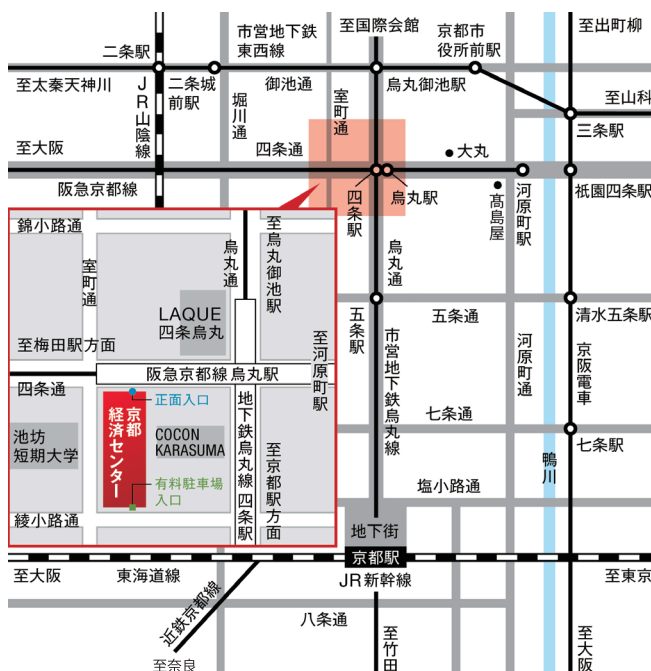 二条駅
市営地下鉄
東西線
至国際会館
京都市
役所前駅
至出町柳
至太秦天神川
JR山陰線
二条城
前駅
堀川通
御池通
室町通
烏丸御池駅
至山科
三条駅
至大阪
四条通
大丸
阪急京都線
四条駅
烏丸駅
髙島屋
河原町駅
祇園四条駅
烏丸通
五条駅
五条通
清水五条駅
市営地下鉄烏丸線
河原町通
京阪電車
七条通
七条駅
鴨川
塩小路通
地下街
京都駅
至大阪
東海道線
JR新幹線
至東京
近鉄京都線
八条通
至奈良
至竹田
至大阪
錦小路通
室町通
烏丸通
至烏丸御池駅
LAQUE
四条烏丸
至梅田駅方面
至河原町駅
阪急京都線 烏丸駅
四条通
正面入口
京都
経済センター
池坊
短期大学
COCON
KARASUMA
地下鉄烏丸線 四条駅
至京都駅方面
有料駐車場
入口
綾小路通